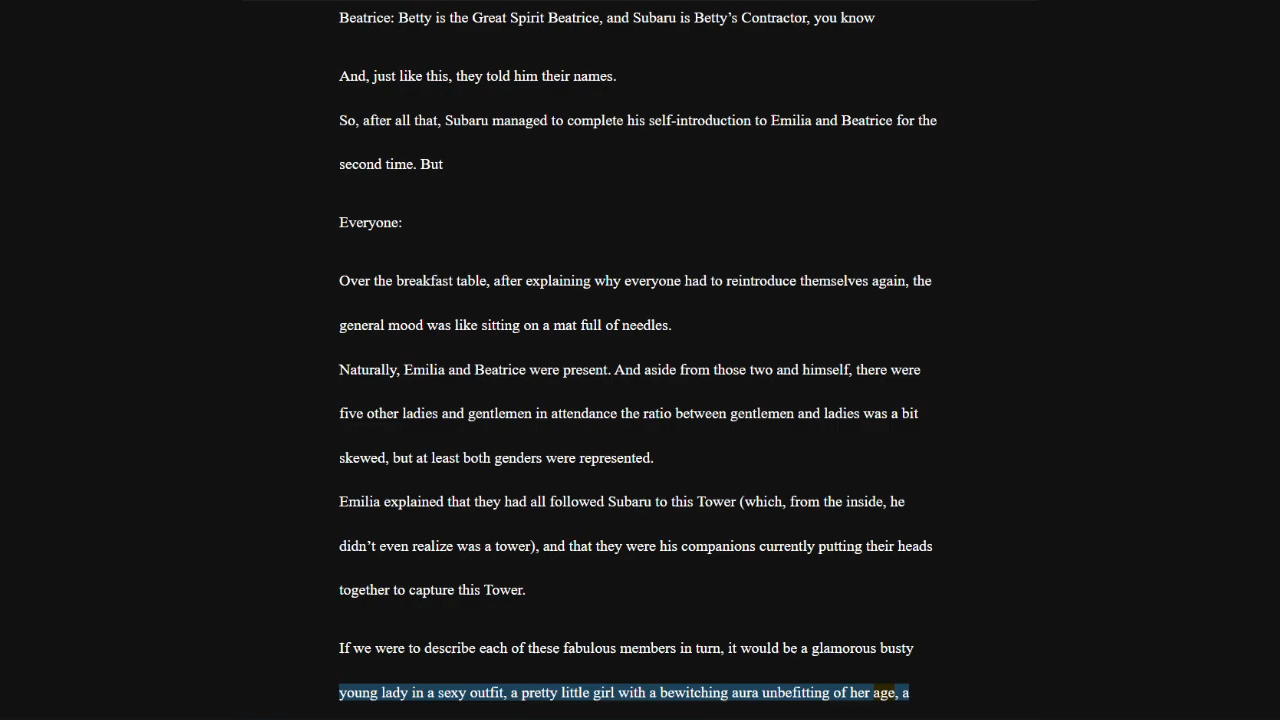 Beatrice: Betty is the Great Spirit Beatrice, and Subaru is Betty’s Contractor, you know
And, just like this, they told him their names.
So, after all that, Subaru managed to complete his self-introduction to Emilia and Beatrice for the
second time. But
Everyone:
Over the breakfast table, after explaining why everyone had to reintroduce themselves again, the
general mood was like sitting on a mat full of needles.
Naturally, Emilia and Beatrice were present. And aside from those two and himself, there were
five other ladies and gentlemen in attendance the ratio between gentlemen and ladies was a bit
skewed, but at least both genders were represented.
Emilia explained that they had all followed Subaru to this Tower (which, from the inside, he
didn’t even realize was a tower), and that they were his companions currently putting their heads
together to capture this Tower.
If we were to describe each of these fabulous members in turn, it would be a glamorous busty
young lady in a sexy outfit, a pretty little girl with a bewitching aura unbefitting of her age, a